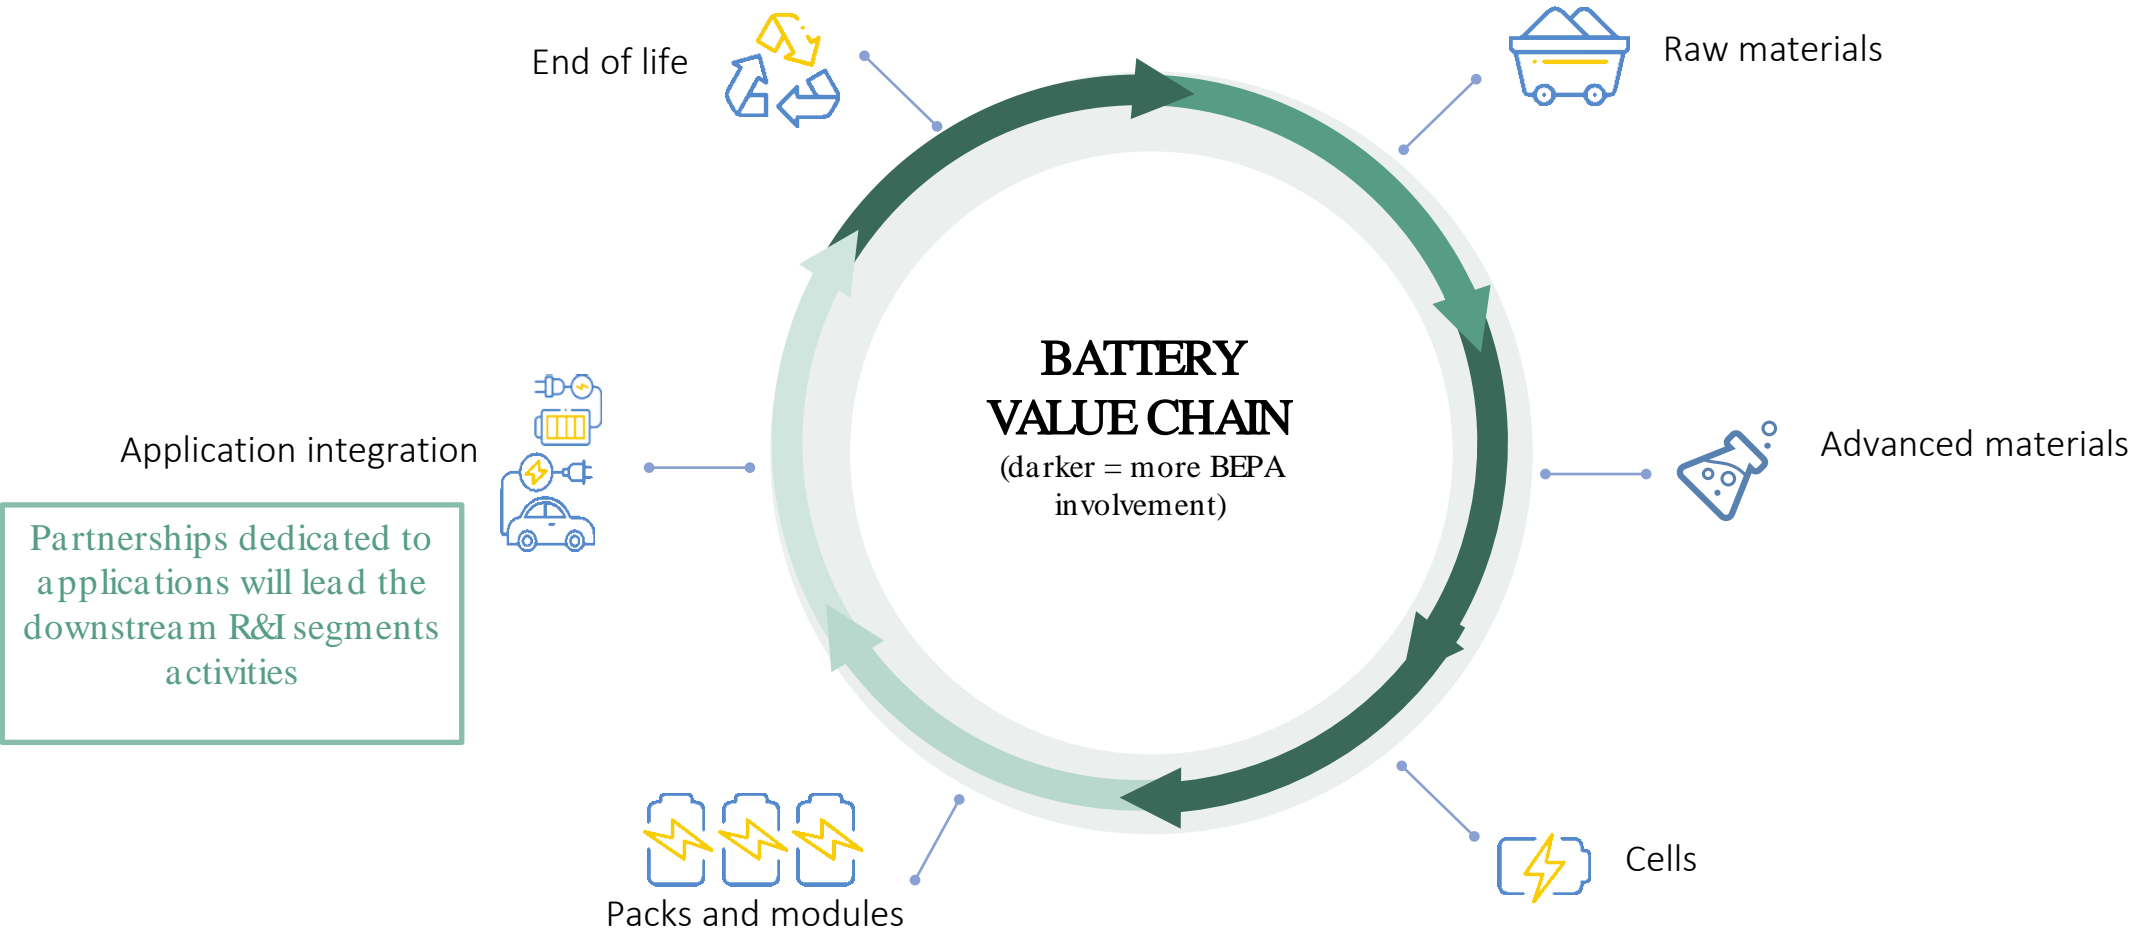 End of life
Raw materials
BATTERY
VALUE CHAIN
(darker = more BEPA
involvement)
Application integration
Advanced materials
Partnerships dedicated to
applications will lead the
downstream R&I segments
activities
Cells
Packs and modules